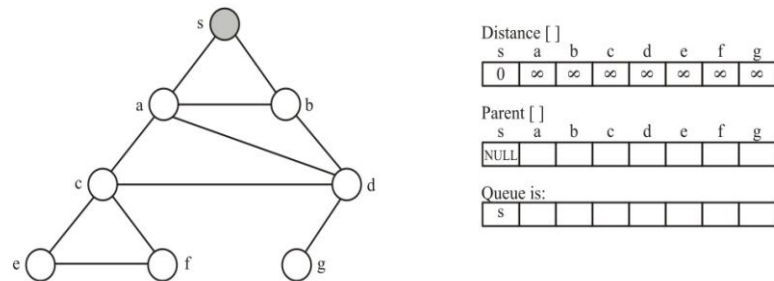 s
a
b
c
d
e
f
g
Distance [ ]
s a b c d e f g
0 ∞ ∞ ∞ ∞ ∞ ∞ ∞
Parent [ ]
s a b c d e f g
NULL
Queue is:
s